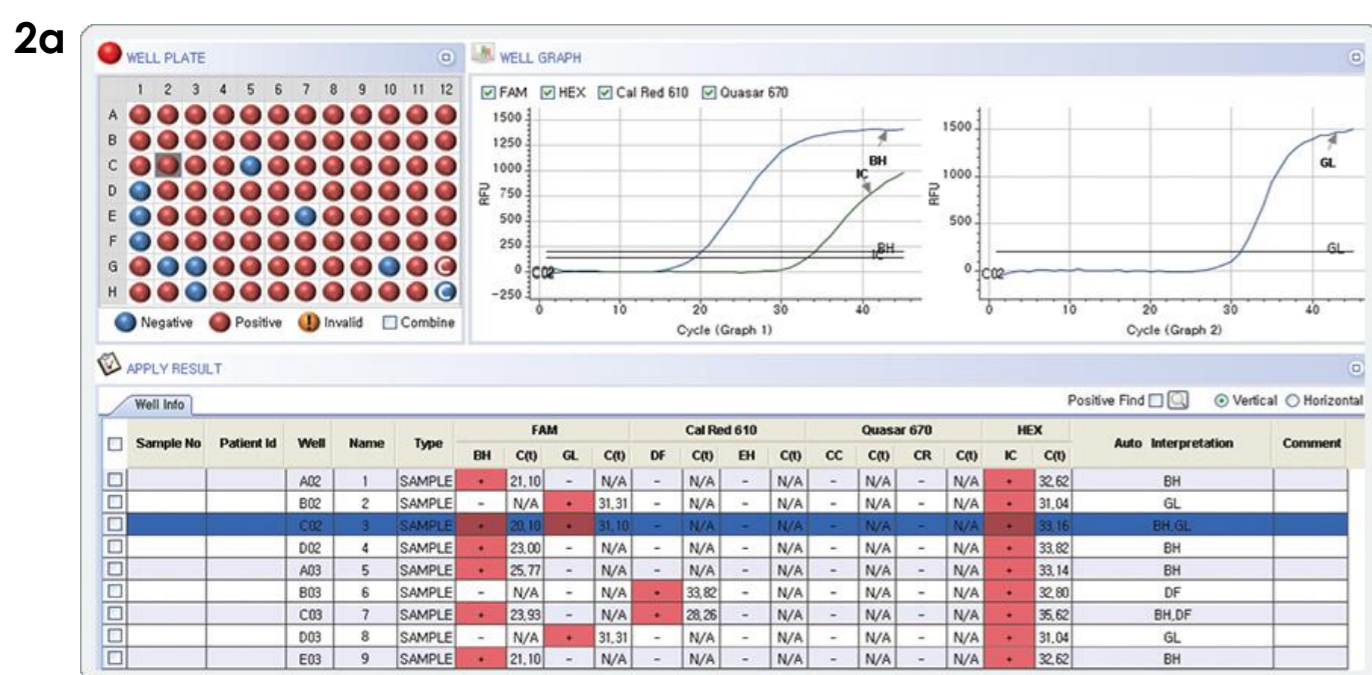 2a
WELL PLATE
1 2 3 4 5 6 7 8 9 10 11 12
A
B
C
D
E
F
G C
H C
Negative Positive ! Invalid Combine
WELL GRAPH
FAM HEX Cal Red 610 Quasar 670
RFU
1500
1250
1000
750
500
250
0
-250
BH
IC
BH
IC
C02
0 10 20 30 40
Cycle (Graph 1)
RFU
1500
1000
500
0
GL
GL
C02
0 10 20 30 40
Cycle (Graph 2)
APPLY RESULT
Well Info
Positive Find Vertical Horizontal
Sample No Patient Id Well Name Type FAM Cal Red 610 Quasar 670 HEX Auto Interpretation Comment
BH C(t) GL C(t) DF C(t) EH C(t) CC C(t) CR C(t) IC C(t)
A02 1 SAMPLE + 21,10 - N/A - N/A - N/A - N/A - N/A + 32,62 BH
B02 2 SAMPLE - N/A + 31,31 - N/A - N/A - N/A - N/A + 31,04 GL
C02 3 SAMPLE + 20,10 + 31,10 - N/A - N/A - N/A - N/A + 33,16 BH,GL
D02 4 SAMPLE + 23,00 - N/A - N/A - N/A - N/A - N/A + 33,82 BH
A03 5 SAMPLE + 25,77 - N/A - N/A - N/A - N/A - N/A + 33,14 BH
B03 6 SAMPLE - N/A - N/A + 33,82 - N/A - N/A - N/A + 32,80 DF
C03 7 SAMPLE + 23,93 - N/A + 28,26 - N/A - N/A - N/A + 35,62 BH,DF
D03 8 SAMPLE - N/A + 31,31 - N/A - N/A - N/A - N/A + 31,04 GL
E03 9 SAMPLE + 21,10 - N/A - N/A - N/A - N/A - N/A + 32,62 BH